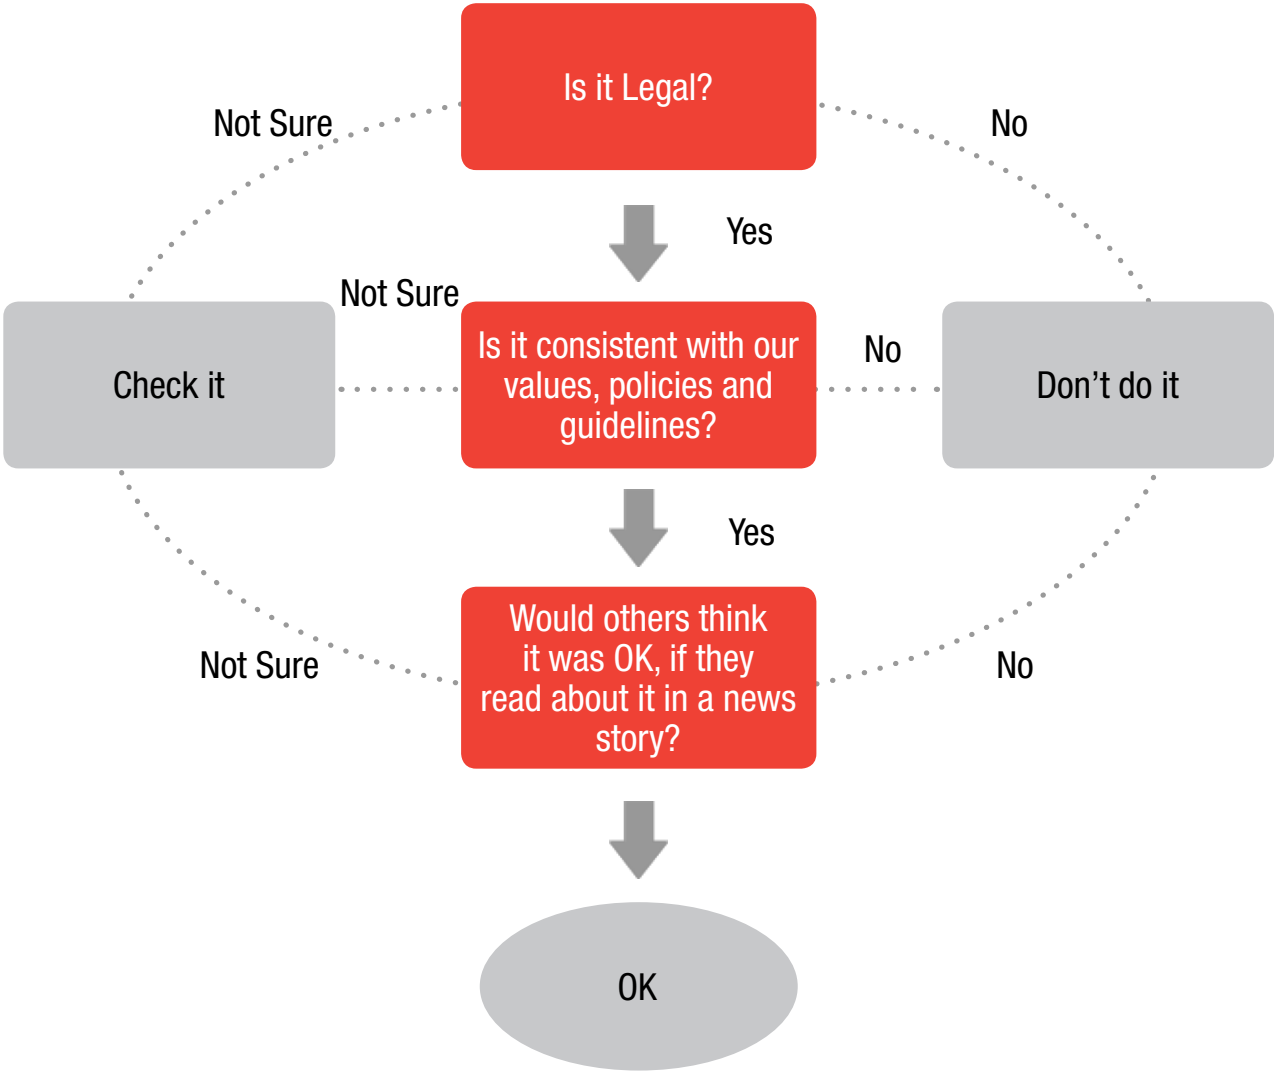 Is it Legal?
Not Sure
No
Yes
Not Sure
Is it consistent with our
values, policies and
guidelines?
No
Check it
Don’t do it
Yes
Would others think
it was OK, if they
read about it in a news
story?
Not Sure
No
OK